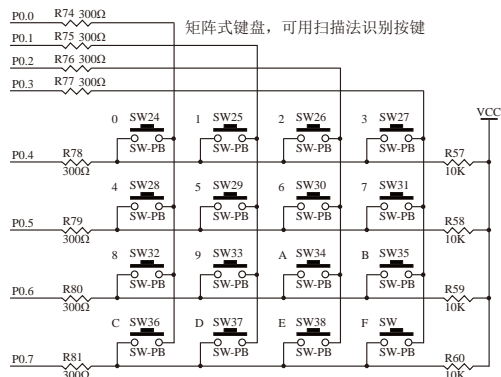 P0.0 R74 300Ω
矩阵式键盘，可用扫描法识别按键
P0.1 R75 300Ω
P0.2 R76 300Ω
P0.3 R77 300Ω
VCC
0 SW24 1 SW25 2 SW26 3 SW27
SW-PB SW-PB SW-PB SW-PB
P0.4 R78 R57
300Ω 10K
4 SW28 5 SW29 6 SW30 7 SW31
SW-PB SW-PB SW-PB SW-PB
P0.5 R79 R58
300Ω 10K
8 SW32 9 SW33 A SW34 B SW35
SW-PB SW-PB SW-PB SW-PB
P0.6 R80 R59
300Ω 10K
C SW36 D SW37 E SW38 F SW
SW-PB SW-PB SW-PB SW-PB
P0.7 R81 R60
300Ω 10K